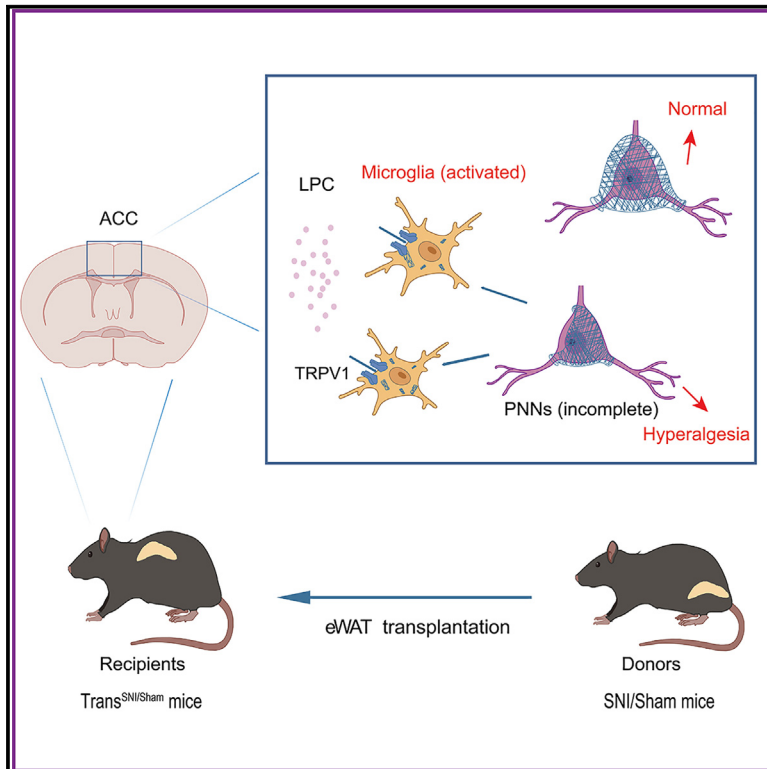 Normal
LPC
Microglia (activated)
ACC
TRPV1
PNNs (incomplete)
Hyperalgesia
eWAT transplantation
Recipients
Trans^SNI/Sham mice
Donors
SNI/Sham mice